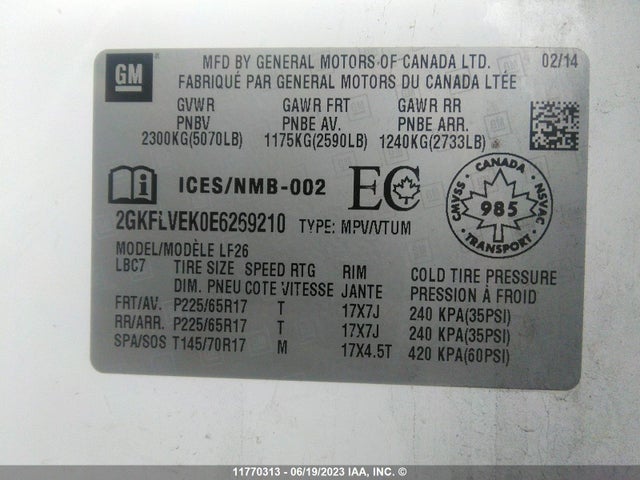 GM
MFD BY GENERAL MOTORS OF CANADA LTD. 02/14
FABRIQUÉ PAR GENERAL MOTORS DU CANADA LTÉE
GVWR GAWR FRT GAWR RR
PNBV PNBE AV. PNBE ARR.
2300KG(5070LB) 1175KG(2590LB) 1240KG(2733LB)
ICES/NMB-002 EC
CANADA
CMVSS 985 NSVAC
TRANSPORT
2GKFLVEK0E6269210 TYPE: MPV/VTUM
MODEL/MODÈLE LF26
LBC7 TIRE SIZE SPEED RTG RIM COLD TIRE PRESSURE
DIM. PNEU COTE VITESSE JANTE PRESSION À FROID
FRT/AV. P225/65R17 T 17X7J 240 KPA(35PSI)
RR/ARR. P225/65R17 T 17X7J 240 KPA(35PSI)
SPA/SOS T145/70R17 M 17X4.5T 420 KPA(60PSI)
11770313 - 06/19/2023 IAA, INC. ©